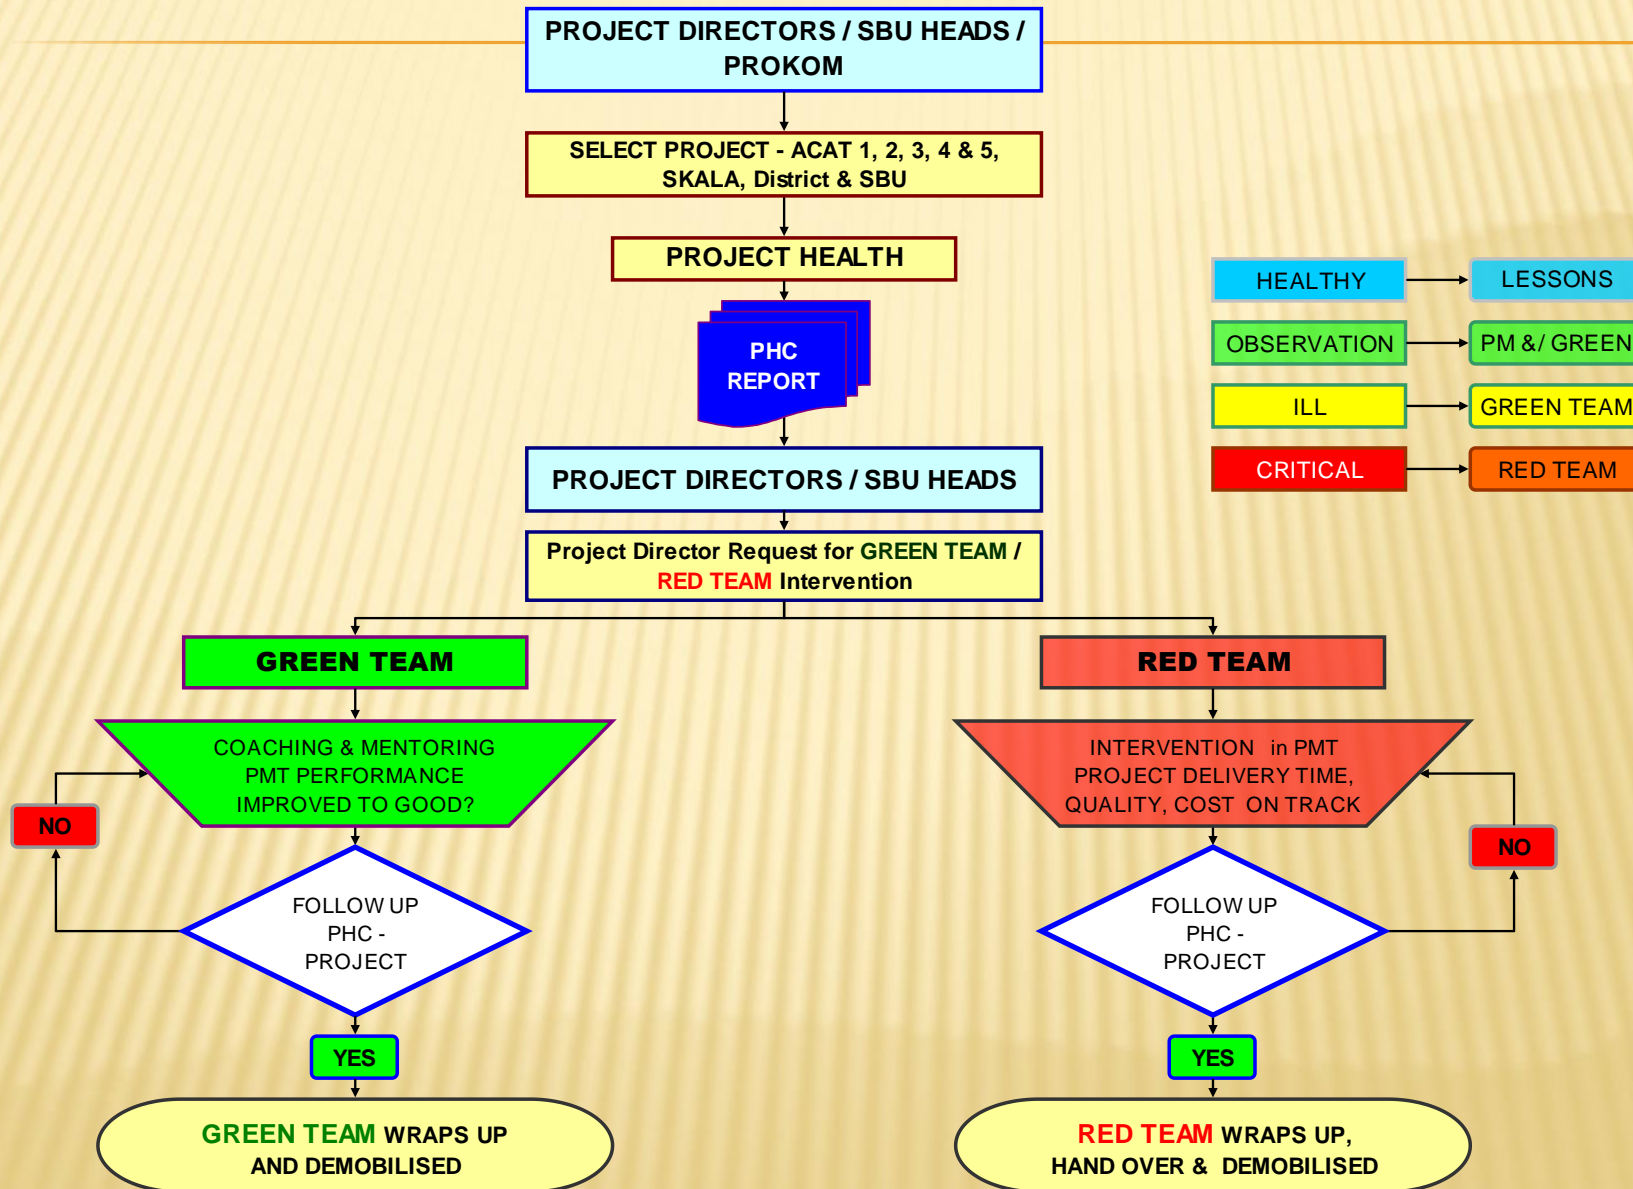 PROJECT DIRECTORS / SBU HEADS /
PROKOM
SELECT PROJECT - ACAT 1, 2, 3, 4 & 5,
SKALA, District & SBU
PROJECT HEALTH
PHC
REPORT
HEALTHY
LESSONS
OBSERVATION
PM &/ GREEN
ILL
GREEN TEAM
CRITICAL
RED TEAM
PROJECT DIRECTORS / SBU HEADS
Project Director Request for GREEN TEAM /
RED TEAM Intervention
GREEN TEAM
COACHING & MENTORING
PMT PERFORMANCE
IMPROVED TO GOOD?
NO
FOLLOW UP
PHC -
PROJECT
YES
GREEN TEAM WRAPS UP
AND DEMOBILISED
RED TEAM
INTERVENTION in PMT
PROJECT DELIVERY TIME,
QUALITY, COST ON TRACK
NO
FOLLOW UP
PHC -
PROJECT
YES
RED TEAM WRAPS UP,
HAND OVER & DEMOBILISED